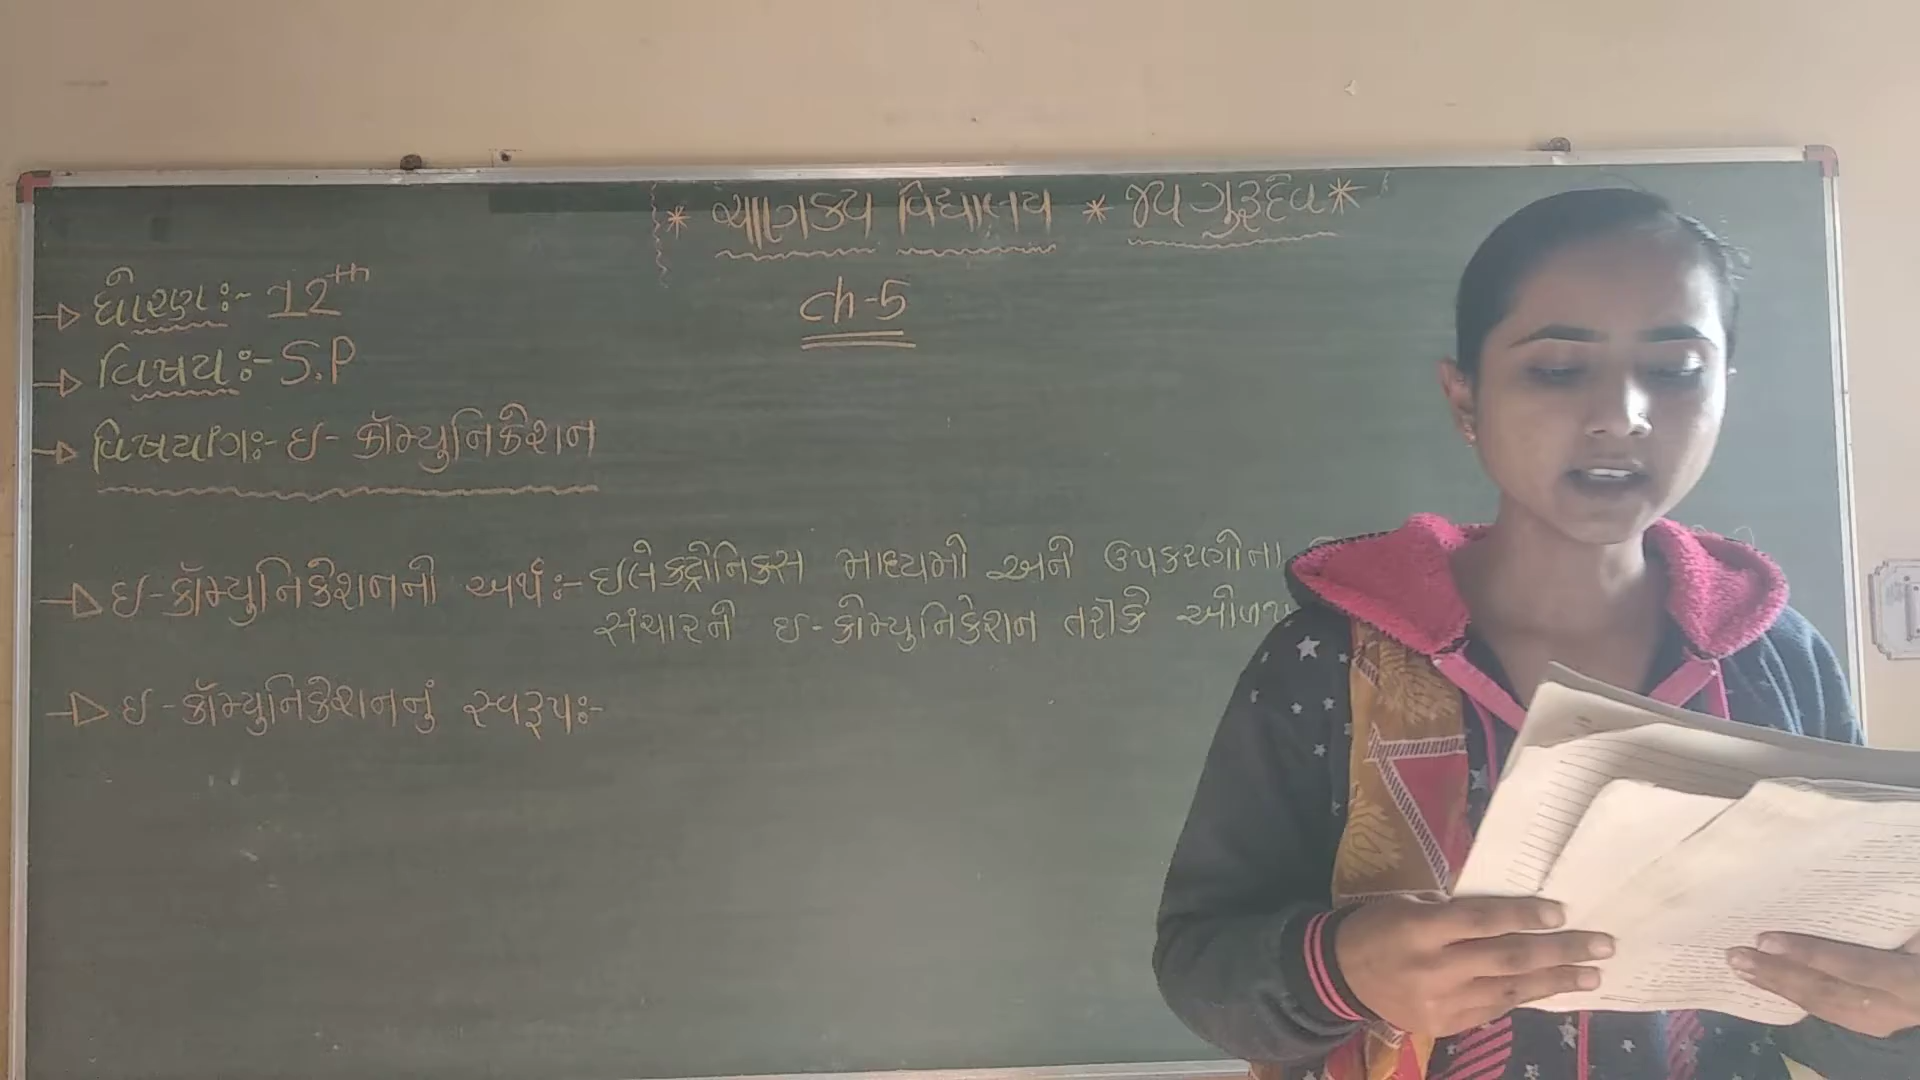 * ચાણક્ય વિદ્યાલય * જય ગુરૂદેવ *
ch-5
→ ધોરણ:- 12th
→ વિષય:- S.P
→ વિષયાંગ:- ઇ- કૉમ્યુનિકેશન
→ ઇ-કૉમ્યુનિકેશનનો અર્થ:- ઇલેક્ટ્રોનિક્સ માધ્યમો અને ઉપકરણોના
સંચારને ઇ-કોમ્યુનિકેશન તરીકે
→ ઇ-કૉમ્યુનિકેશનનું સ્વરૂપ:-